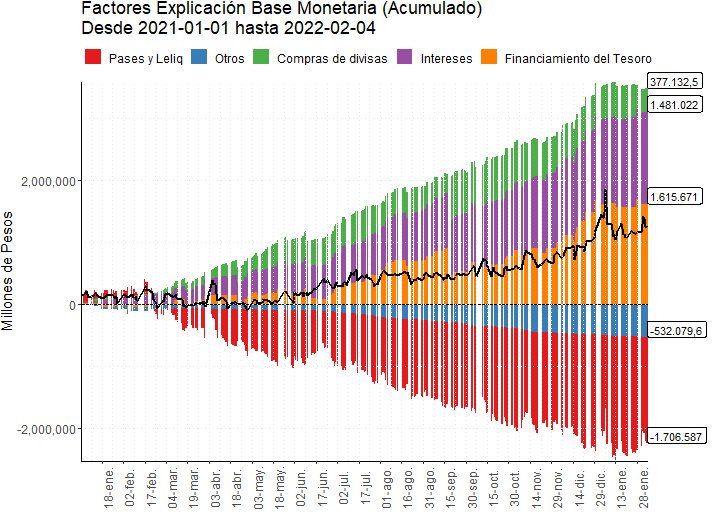 Factores Explicación Base Monetaria (Acumulado)
Desde 2021-01-01 hasta 2022-02-04
Pases y Leliq Otros Compras de divisas Intereses Financiamiento del Tesoro
Millones de Pesos
2,000,000
0
-2,000,000
377.132,5
1.481.022
1.615.671
-532.079,6
-1.706.587
18-ene. 02-feb. 17-feb. 04-mar. 19-mar. 03-abr. 18-abr. 03-may. 18-may. 02-jun. 17-jun. 02-jul. 17-jul. 01-ago. 16-ago. 31-ago. 15-sep. 30-sep. 15-oct. 30-oct. 14-nov. 29-nov. 14-dic. 29-dic. 13-ene. 28-ene.